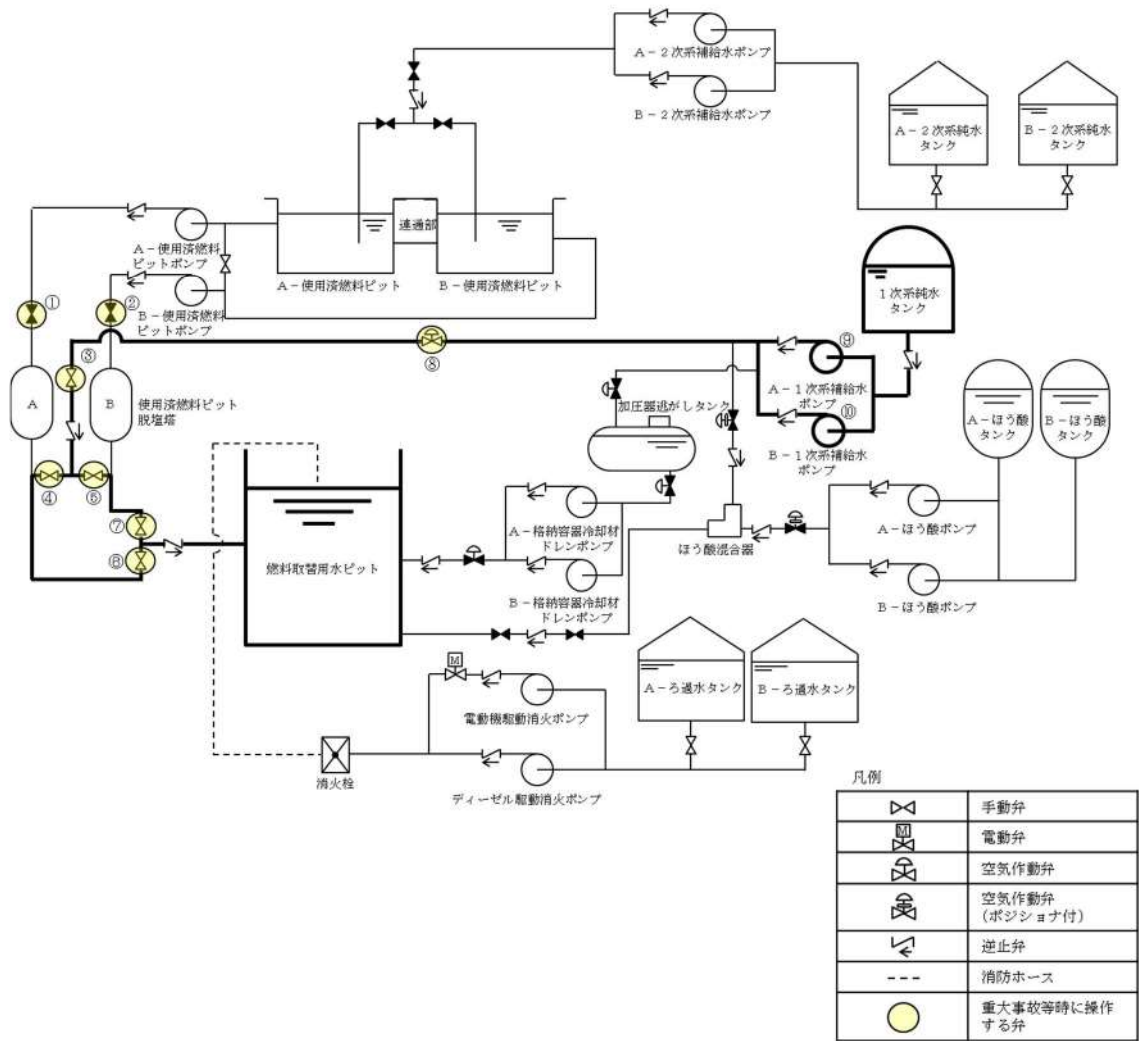 A－2次系補給水ポンプ
B－2次系補給水ポンプ
A－2次系純水
タンク
B－2次系純水
タンク
連通部
A－使用済燃料
ピットポンプ
A－使用済燃料ピット
B－使用済燃料ピット
B－使用済燃料
ピットポンプ
1次系純水
タンク
①
②
③
⑧
⑨
A－1次系補給水
ポンプ
⑩
B－1次系補給水
ポンプ
A
B
使用済燃料ピット
脱塩塔
加圧器逃がしタンク
A－ほう酸
タンク
B－ほう酸
タンク
④
⑤
⑦
⑥
燃料取替用水ピット
A－格納容器冷却材
ドレンポンプ
B－格納容器冷却材
ドレンポンプ
ほう酸混合器
A－ほう酸ポンプ
B－ほう酸ポンプ
A－ろ過水タンク
B－ろ過水タンク
M
電動機駆動消火ポンプ
消火栓
ディーゼル駆動消火ポンプ
凡例
手動弁
M
電動弁
空気作動弁
空気作動弁
(ポジショナ付)
逆止弁
消防ホース
重大事故等時に操作
する弁